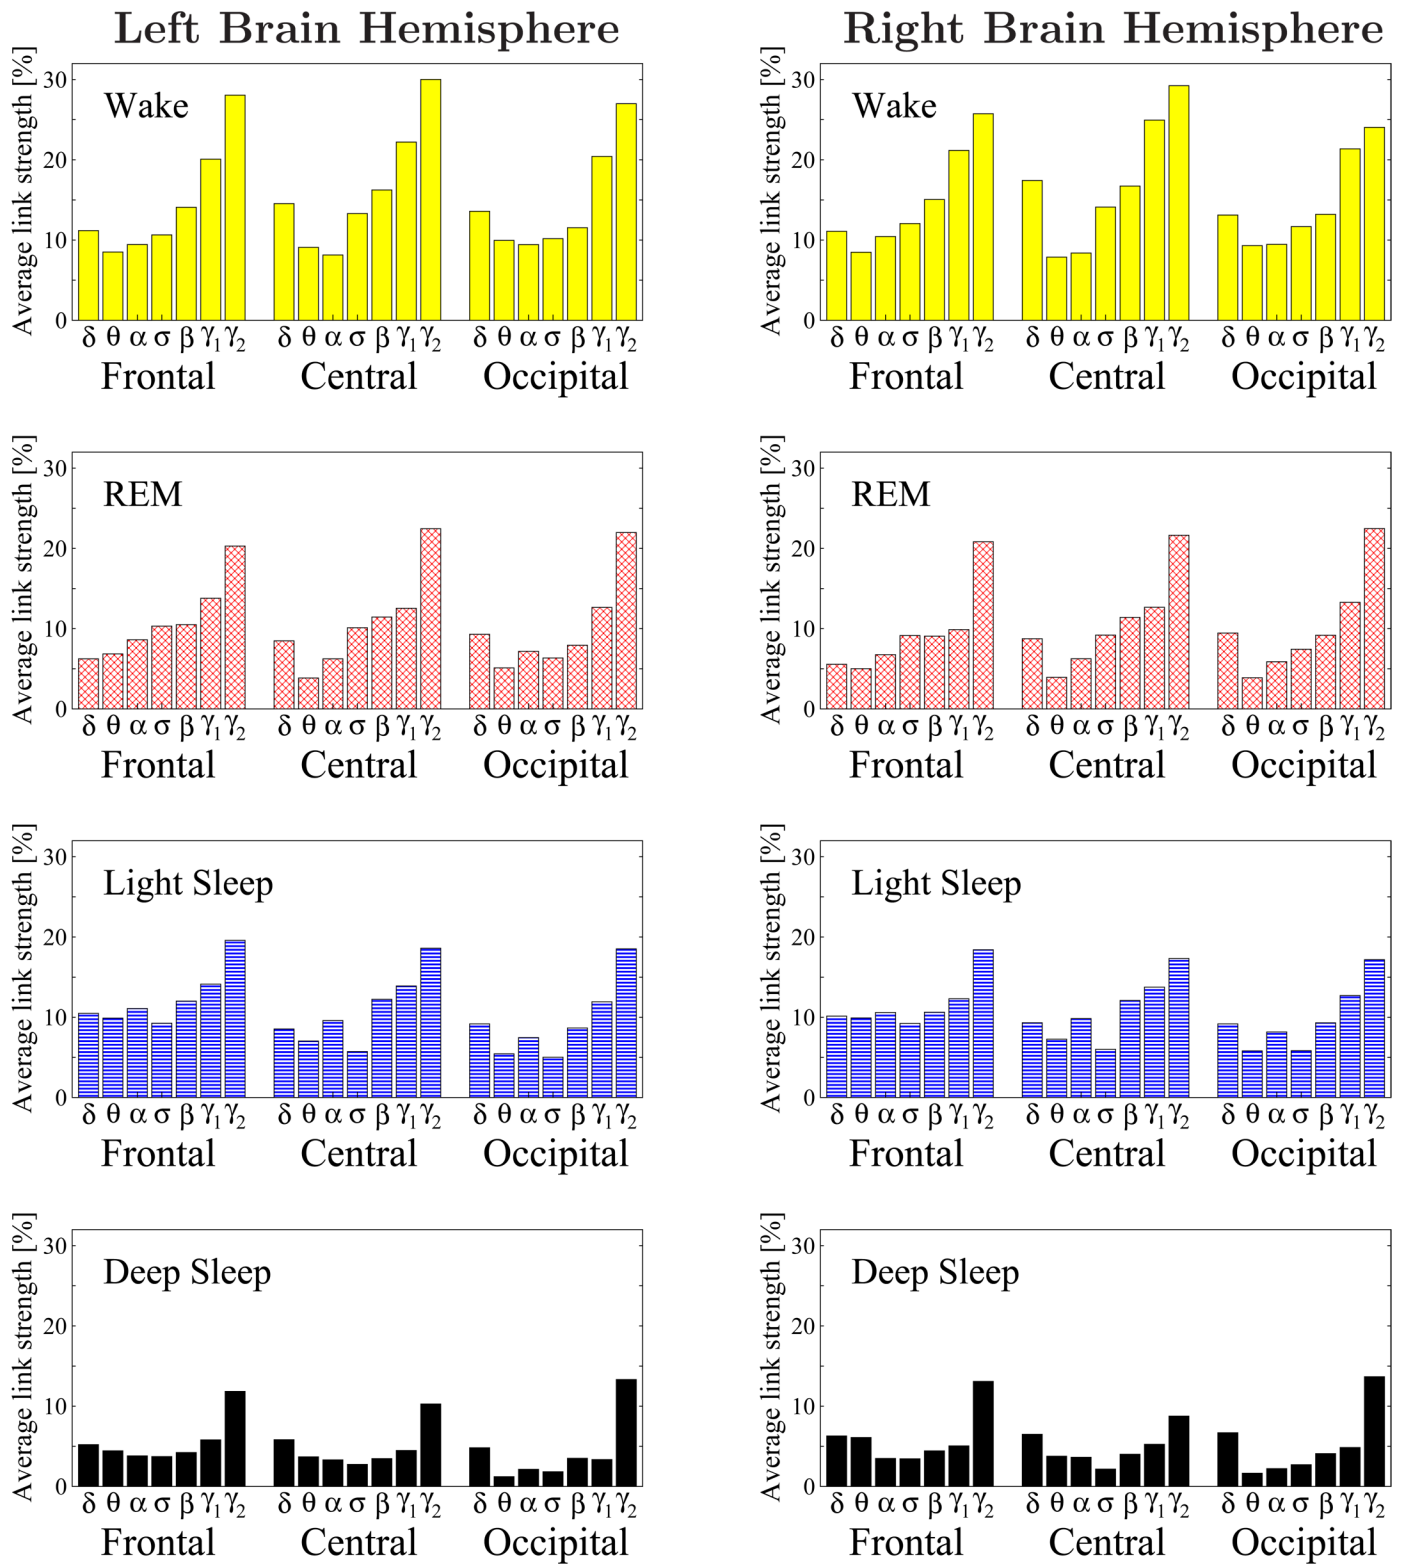 Left Brain Hemisphere
Right Brain Hemisphere
Average link strength [%]
30
20
10
0
Wake
δ θ α σ β γ1 γ2 δ θ α σ β γ1 γ2 δ θ α σ β γ1 γ2
Frontal Central Occipital
Average link strength [%]
30
20
10
0
Wake
δ θ α σ β γ1 γ2 δ θ α σ β γ1 γ2 δ θ α σ β γ1 γ2
Frontal Central Occipital
Average link strength [%]
30
20
10
0
REM
δ θ α σ β γ1 γ2 δ θ α σ β γ1 γ2 δ θ α σ β γ1 γ2
Frontal Central Occipital
Average link strength [%]
30
20
10
0
REM
δ θ α σ β γ1 γ2 δ θ α σ β γ1 γ2 δ θ α σ β γ1 γ2
Frontal Central Occipital
Average link strength [%]
30
20
10
0
Light Sleep
δ θ α σ β γ1 γ2 δ θ α σ β γ1 γ2 δ θ α σ β γ1 γ2
Frontal Central Occipital
Average link strength [%]
30
20
10
0
Light Sleep
δ θ α σ β γ1 γ2 δ θ α σ β γ1 γ2 δ θ α σ β γ1 γ2
Frontal Central Occipital
Average link strength [%]
30
20
10
0
Deep Sleep
δ θ α σ β γ1 γ2 δ θ α σ β γ1 γ2 δ θ α σ β γ1 γ2
Frontal Central Occipital
Average link strength [%]
30
20
10
0
Deep Sleep
δ θ α σ β γ1 γ2 δ θ α σ β γ1 γ2 δ θ α σ β γ1 γ2
Frontal Central Occipital